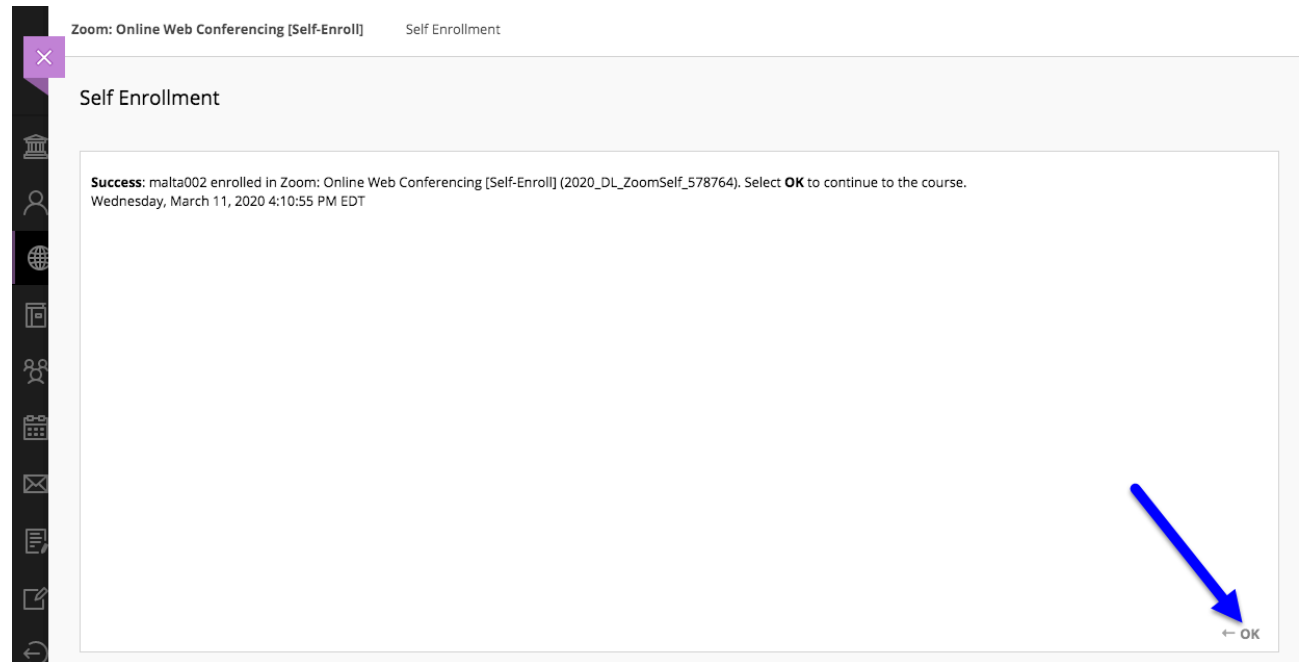 Zoom: Online Web Conferencing [Self-Enroll] Self Enrollment
Self Enrollment
Success: malta002 enrolled in Zoom: Online Web Conferencing [Self-Enroll] (2020_DL_ZoomSelf_578764). Select OK to continue to the course.
Wednesday, March 11, 2020 4:10:55 PM EDT
← OK